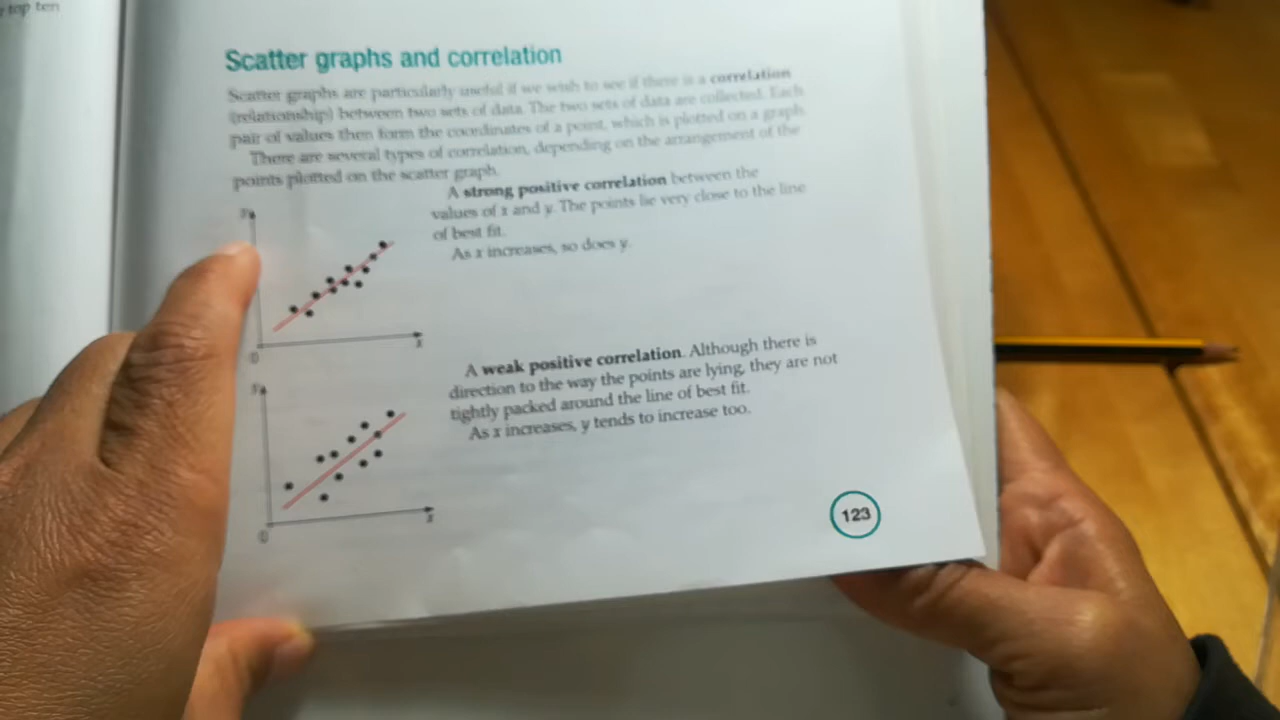 top ten
Scatter graphs and correlation
Scatter graphs are particularly useful if we wish to see if there is a correlation
(relationship) between two sets of data. The two sets of data are collected. Each
pair of values then form the coordinates of a point, which is plotted on a graph.
There are several types of correlation, depending on the arrangement of the
points plotted on the scatter graph.
A strong positive correlation between the
values of x and y. The points lie very close to the line
of best fit.
As x increases, so does y.
y
0
x
A weak positive correlation. Although there is
direction to the way the points are lying, they are not
tightly packed around the line of best fit.
As x increases, y tends to increase too.
y
0
x
123